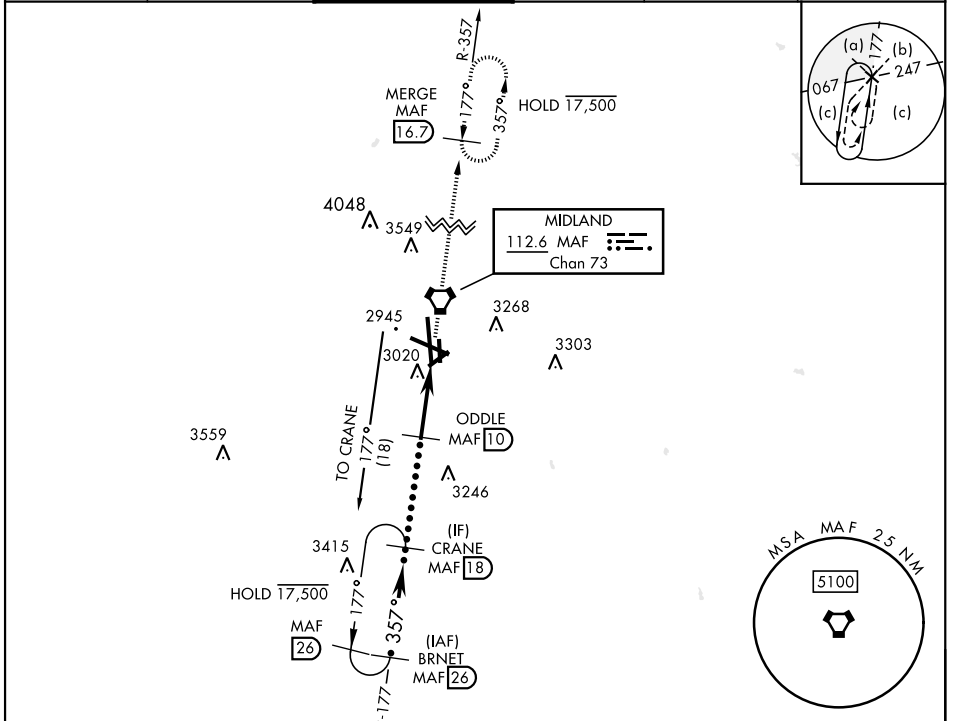 R-357
177°
357°
HOLD 17,500
MERGE
MAF
16.7
(a)
177
(b)
067
247
(c)
(c)
4048
3549
MIDLAND
112.6 MAF
Chan 73
2945
3268
3020
3303
TO CRANE
177°
(18)
ODDLE
MAF 10
3559
3246
3415
(IF)
CRANE
MAF 18
HOLD 17,500
177°
357°
MAF
26
(IAF)
BRNET
MAF 26
-177
MSA MAF 25 NM
5100